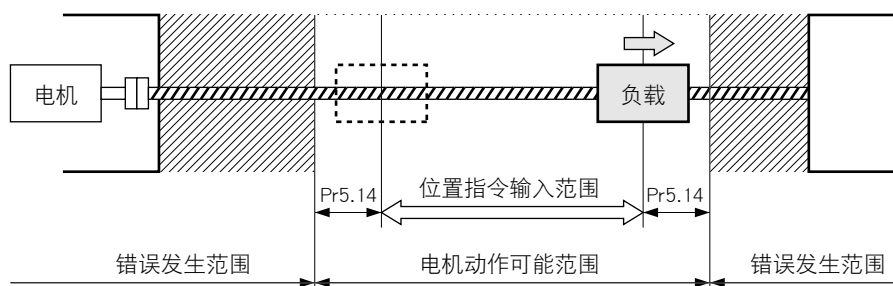 电机
负载
Pr5.14
位置指令输入范围
Pr5.14
错误发生范围
电机动作可能范围
错误发生范围